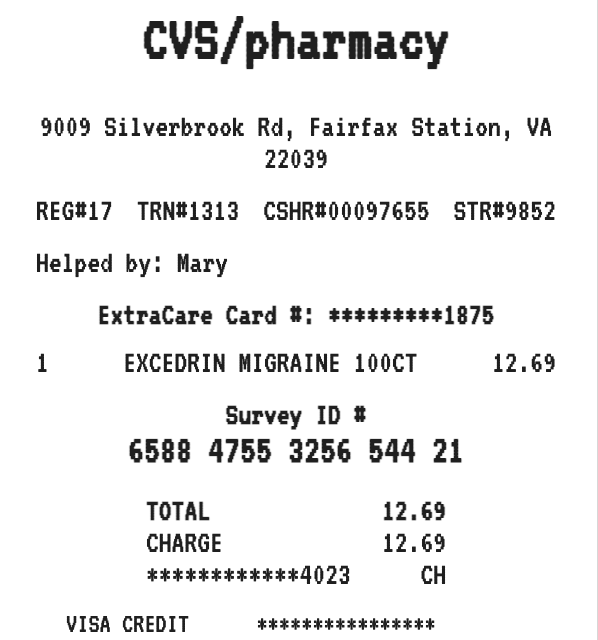 CVS/pharmacy
9009 Silverbrook Rd, Fairfax Station, VA
22039
REG#17 TRN#1313 CSHR#00097655 STR#9852
Helped by: Mary
ExtraCare Card #: *********1875
1 EXCEDRIN MIGRAINE 100CT 12.69
Survey ID #
6588 4755 3256 544 21
TOTAL 12.69
CHARGE 12.69
************4023 CH
VISA CREDIT ****************